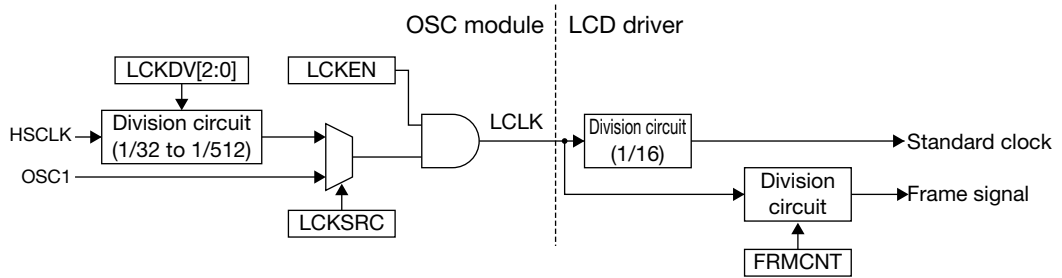 OSC module
LCD driver
LCKDV[2:0]
LCKEN
HSCLK
Division circuit
(1/32 to 1/512)
LCLK
Division circuit
(1/16)
Standard clock
OSC1
Division
circuit
Frame signal
LCKSRC
FRMCNT